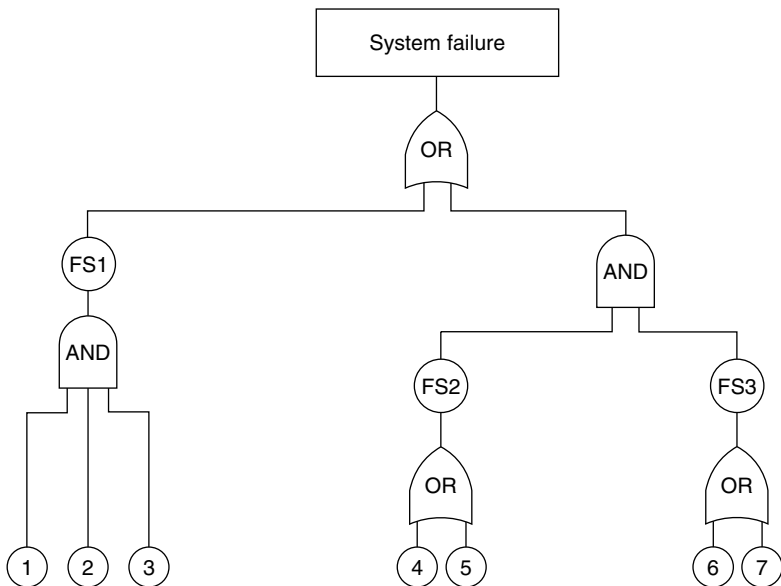 System failure
OR
FS1
AND
AND
FS2
FS3
OR
OR
1 2 3 4 5 6 7